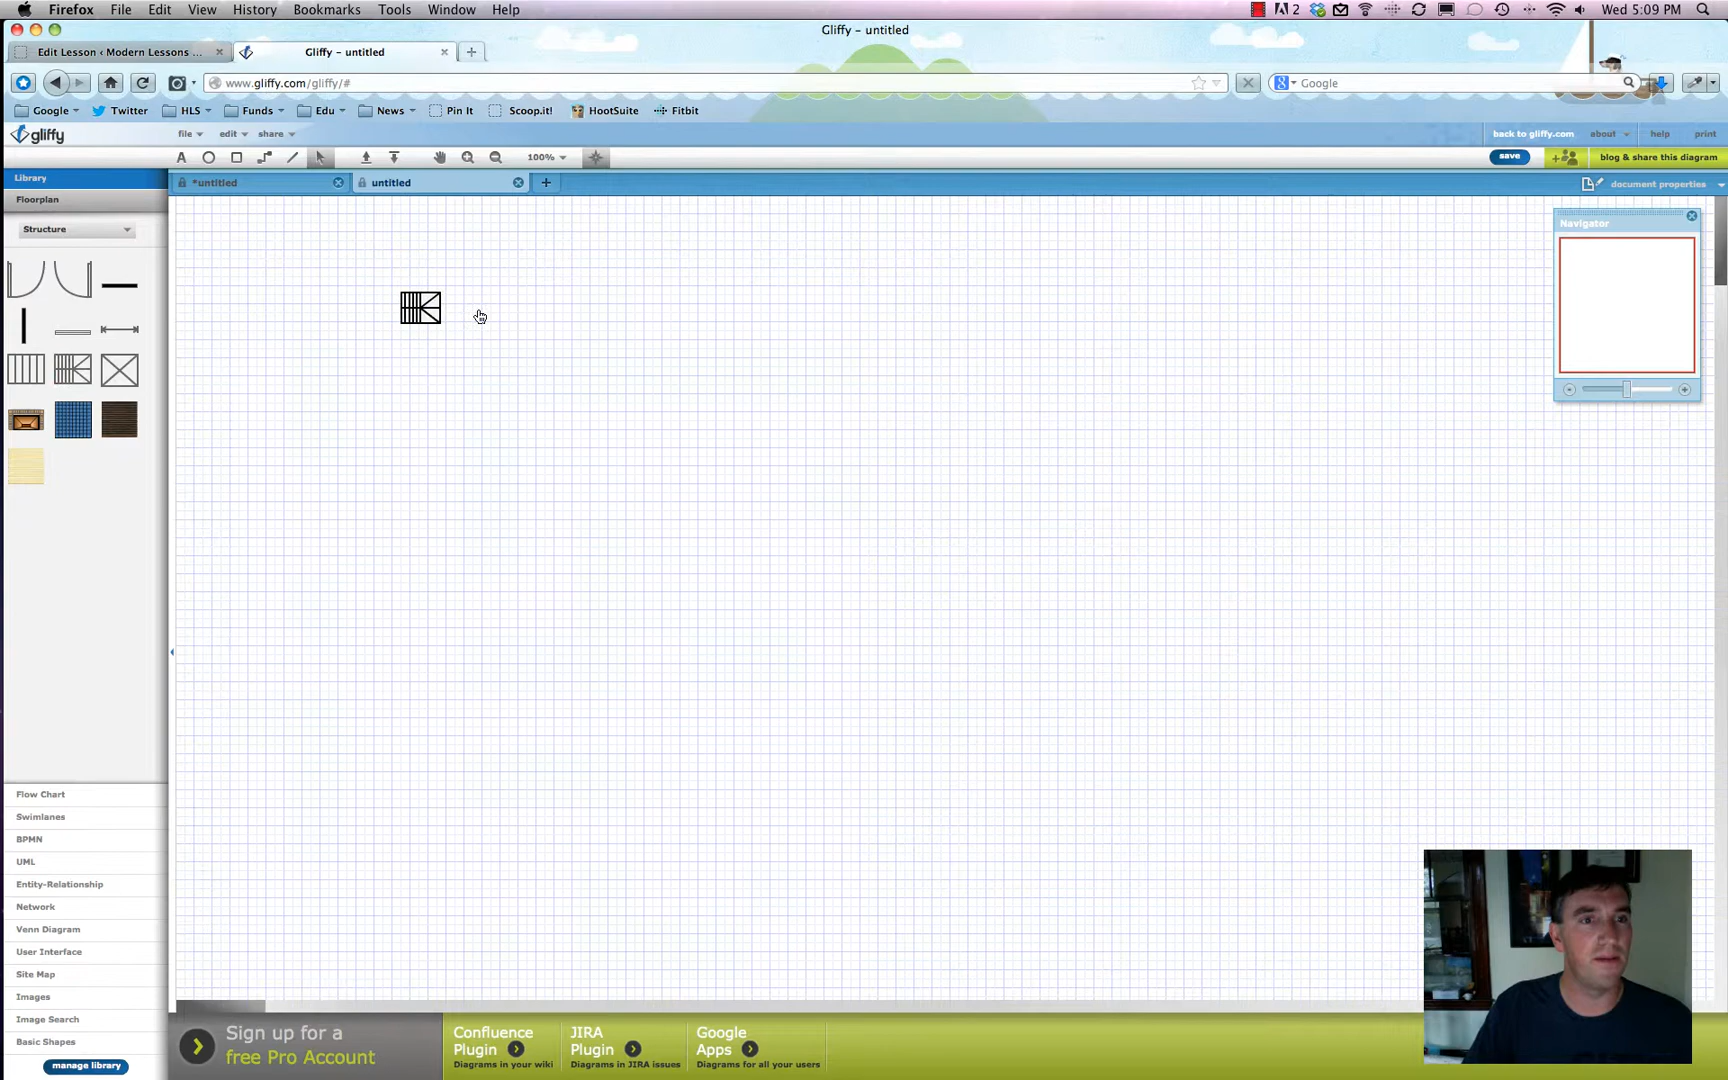 Firefox File Edit View History Bookmarks Tools Window Help 2 Wed 5:09 PM
Gliffy – untitled
Edit Lesson ‹ Modern Lessons ... Gliffy – untitled
www.gliffy.com/gliffy/# Google
Google Twitter HLS Funds Edu News Pin It Scoop.it! HootSuite Fitbit
gliffy file edit share back to gliffy.com about help print
A 100% save blog & share this diagram
Library *untitled untitled document properties
Floorplan
Structure
Navigator
Flow Chart
Swimlanes
BPMN
UML
Entity-Relationship
Network
Venn Diagram
User Interface
Site Map
Images
Image Search
Basic Shapes
manage library
Sign up for a
free Pro Account
Confluence
Plugin
Diagrams in your wiki
JIRA
Plugin
Diagrams in JIRA issues
Google
Apps
Diagrams for all your users